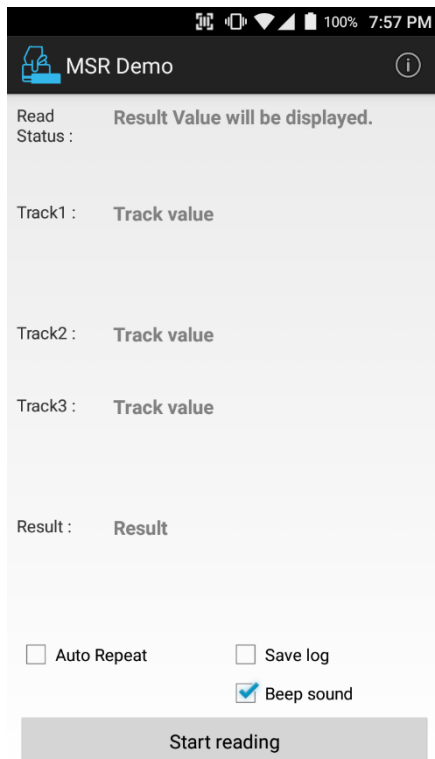 100% 7:57 PM
MSR Demo
Read Status :
Result Value will be displayed.
Track1 :
Track value
Track2 :
Track value
Track3 :
Track value
Result :
Result
Auto Repeat
Save log
Beep sound
Start reading